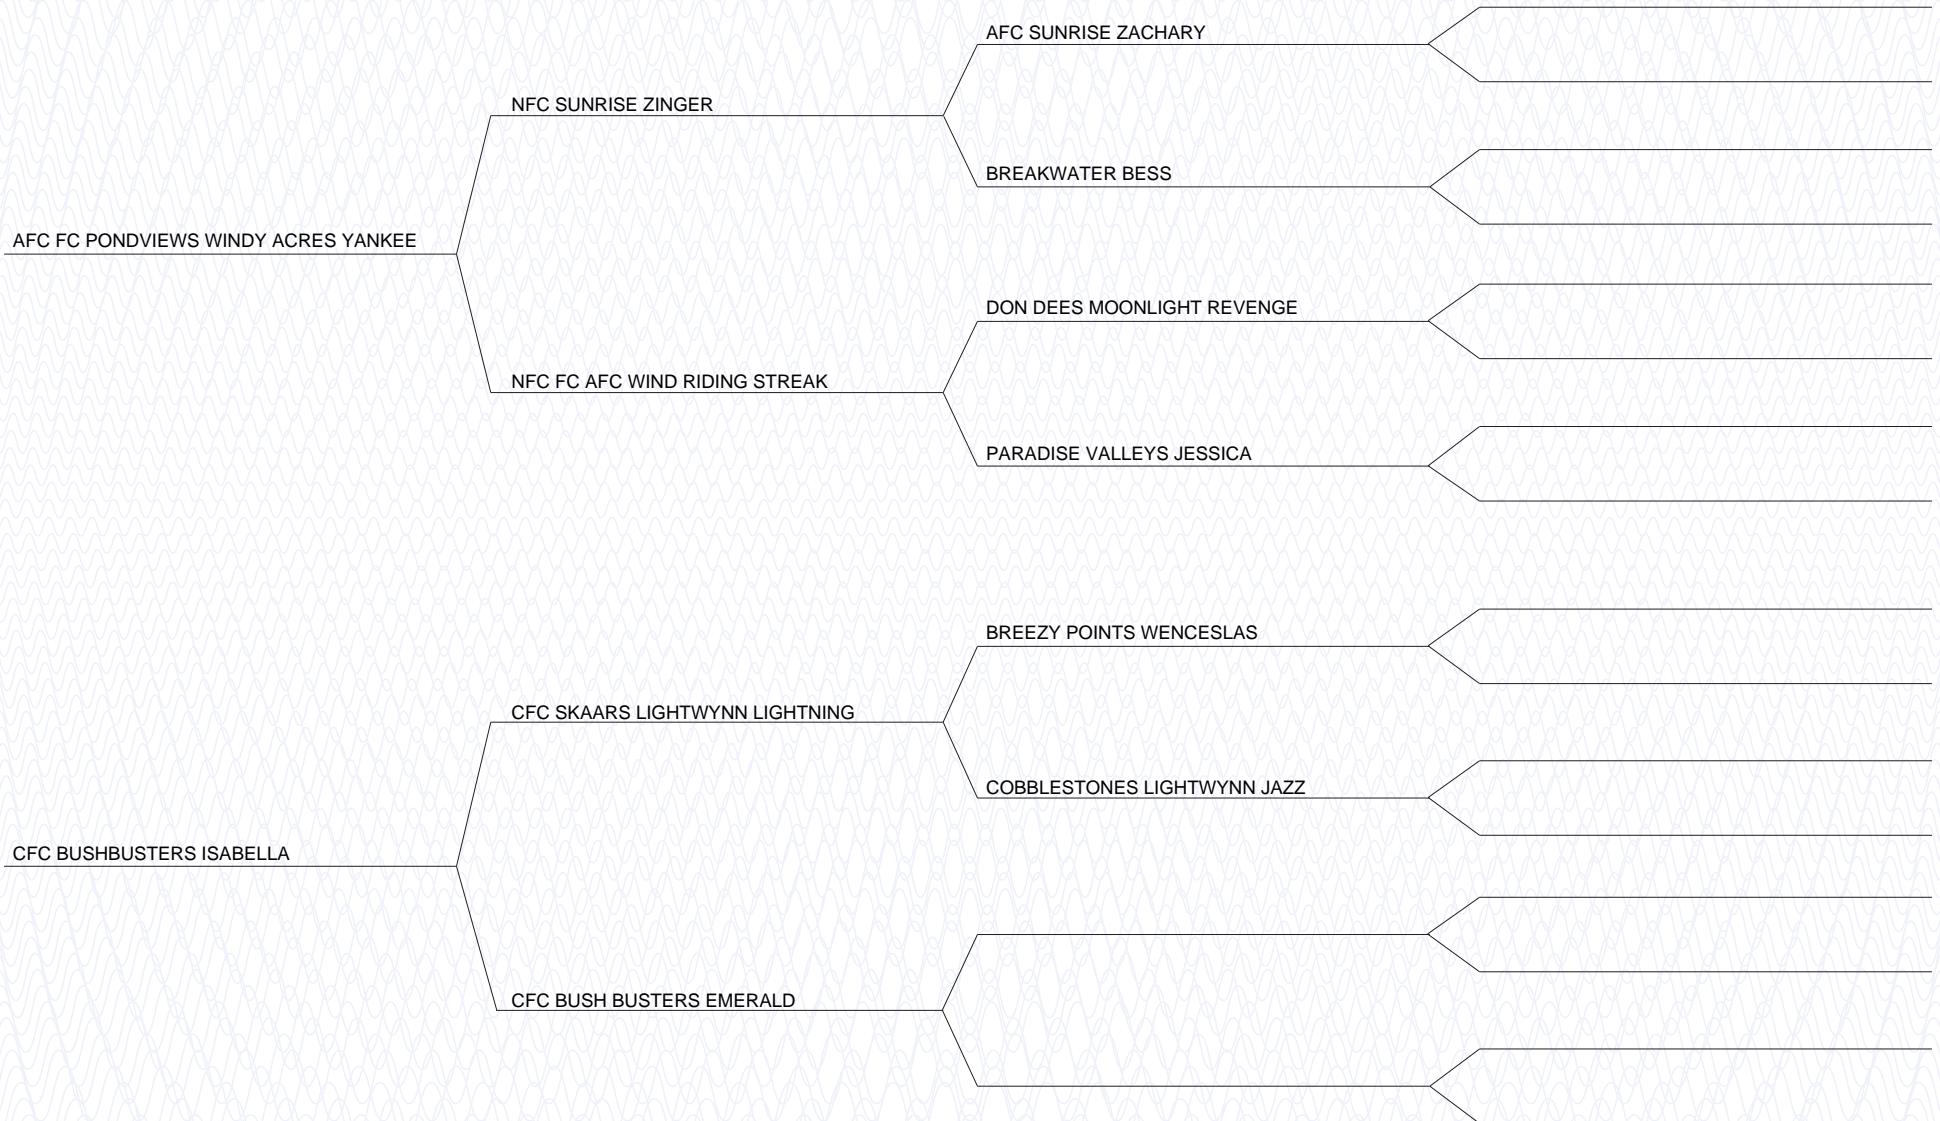 AFC SUNRISE ZACHARY
NFC SUNRISE ZINGER
BREAKWATER BESS
AFC FC PONDVIEWS WINDY ACRES YANKEE
DON DEES MOONLIGHT REVENGE
NFC FC AFC WIND RIDING STREAK
PARADISE VALLEYS JESSICA
BREEZY POINTS WENCESLAS
CFC SKAARS LIGHTWYNN LIGHTNING
COBBLESTONES LIGHTWYNN JAZZ
CFC BUSHBUSTERS ISABELLA
CFC BUSH BUSTERS EMERALD